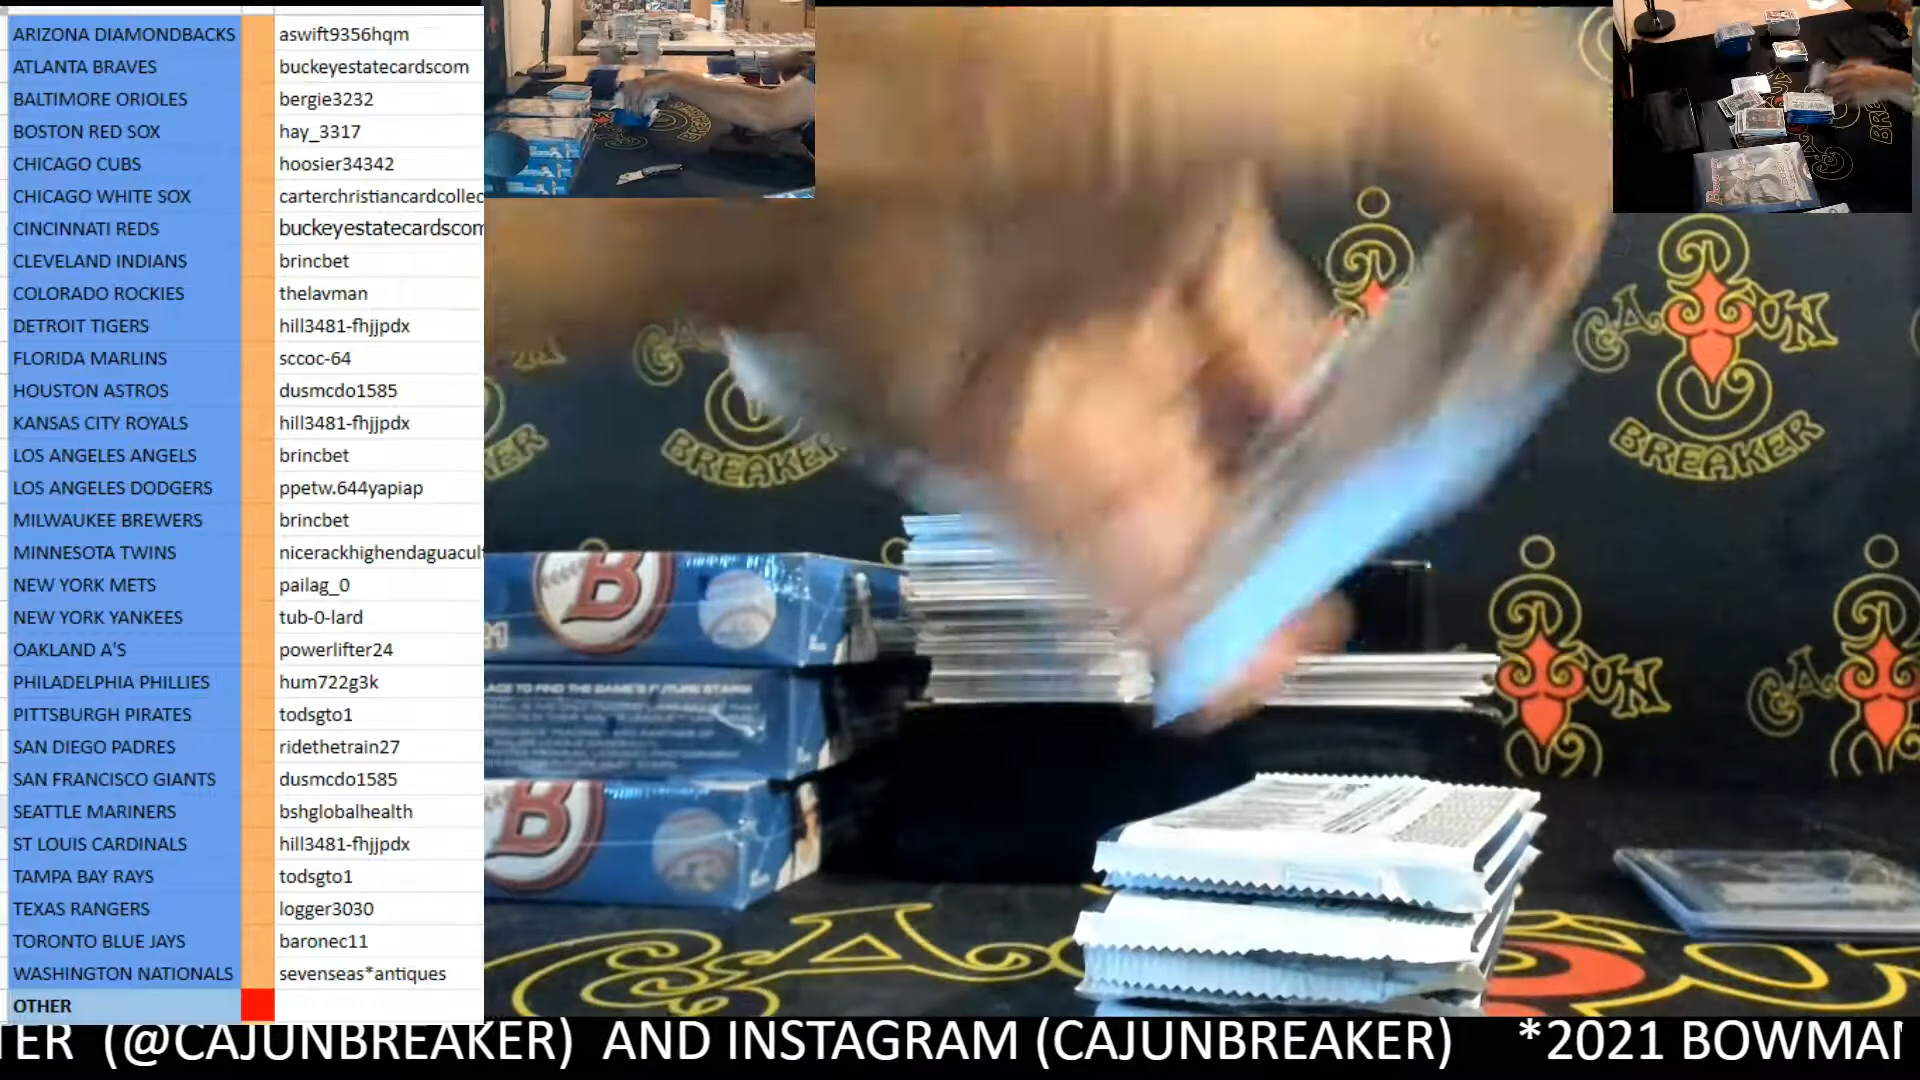 ARIZONA DIAMONDBACKS aswift9356hqm
ATLANTA BRAVES buckeyestatecardscom
BALTIMORE ORIOLES bergie3232
BOSTON RED SOX hay_3317
CHICAGO CUBS hoosier34342
CHICAGO WHITE SOX carterchristiancardcollec
CINCINNATI REDS buckeyestatecardscom
CLEVELAND INDIANS brincbet
COLORADO ROCKIES thelavman
DETROIT TIGERS hill3481-fhjjpdx
FLORIDA MARLINS sccoc-64
HOUSTON ASTROS dusmcdo1585
KANSAS CITY ROYALS hill3481-fhjjpdx
LOS ANGELES ANGELS brincbet
LOS ANGELES DODGERS ppetw.644yapiap
MILWAUKEE BREWERS brincbet
MINNESOTA TWINS nicerackhighendaguacult
NEW YORK METS pailag_0
NEW YORK YANKEES tub-0-lard
OAKLAND A'S powerlifter24
PHILADELPHIA PHILLIES hum722g3k
PITTSBURGH PIRATES todsgto1
SAN DIEGO PADRES ridethetrain27
SAN FRANCISCO GIANTS dusmcdo1585
SEATTLE MARINERS bshglobalhealth
ST LOUIS CARDINALS hill3481-fhjjpdx
TAMPA BAY RAYS todsgto1
TEXAS RANGERS logger3030
TORONTO BLUE JAYS baronec11
WASHINGTON NATIONALS sevenseas*antiques
OTHER
CAJUN
BREAKER
BREAKER
B
B
CAJUN
TER (@CAJUNBREAKER) AND INSTAGRAM (CAJUNBREAKER) *2021 BOWMAN